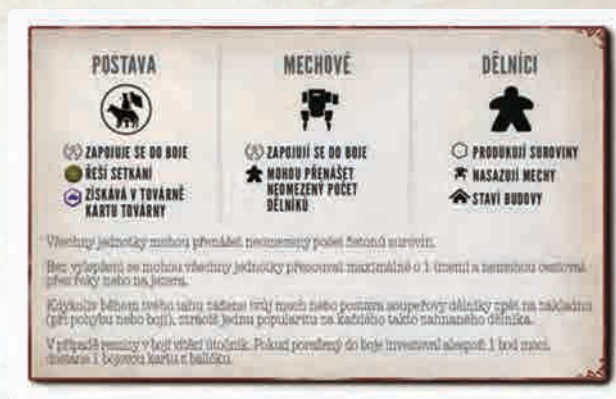 POSTAVA
ZAPOJUJE SE DO BOJE
ŘEŠÍ SETKÁNÍ
ZÍSKÁVÁ V TOVÁRNĚ
KARTU TOVÁRNY
MECHOVÉ
ZAPOJUJÍ SE DO BOJE
MOHOU PŘENÁŠET
NEOMEZENÝ POČET
DĚLNÍKŮ
DĚLNÍCI
PRODUKUJÍ SUROVINY
NASAZUJÍ MECHY
STAVÍ BUDOVY
Všechny jednotky mohou přenášet neomezený počet žetonů surovin.
Bez vylepšení se mohou všechny jednotky přesouvat maximálně o 1 území a nemohou cestovat
přes řeky nebo na jezera.
Kdykoliv během tvého tahu zažene tvůj mech nebo postava soupeřovy dělníky zpět na základnu
(při pohybu nebo boji), ztratíš jednu popularitu za každého takto zahnaného dělníka.
V případě remízy v boji vítězí útočník. Pokud poražený do boje investoval alespoň 1 bod moci,
dostane 1 bojovou kartu z balíčku.